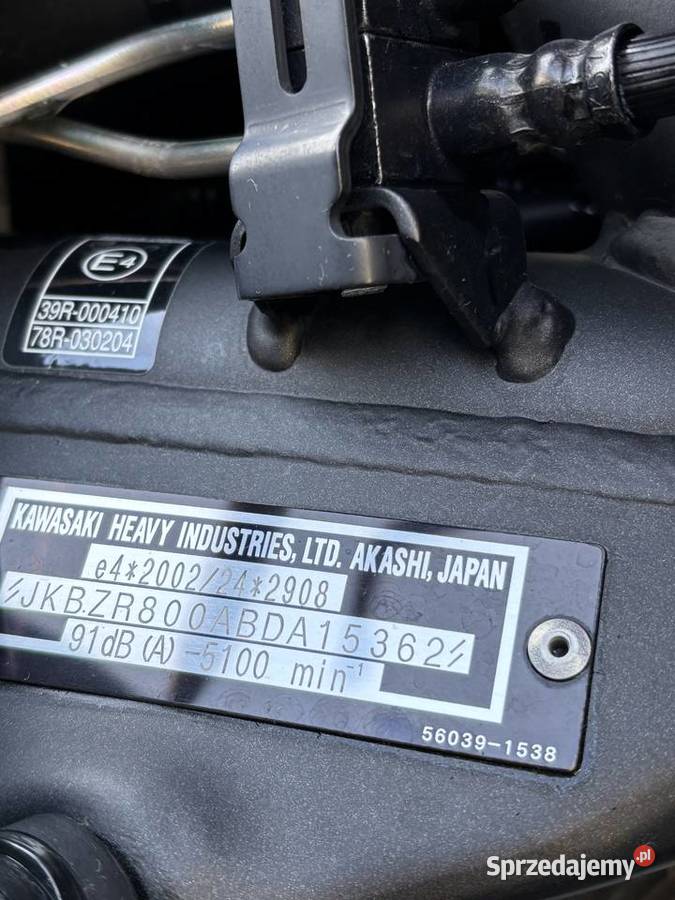 E4
39R-000410
78R-030204
KAWASAKI HEAVY INDUSTRIES, LTD. AKASHI, JAPAN
e4*2002/24*2908
JKBZR800ABDA15362
91dB(A) -5100 min⁻¹
56039-1538
Sprzedajemy.pl